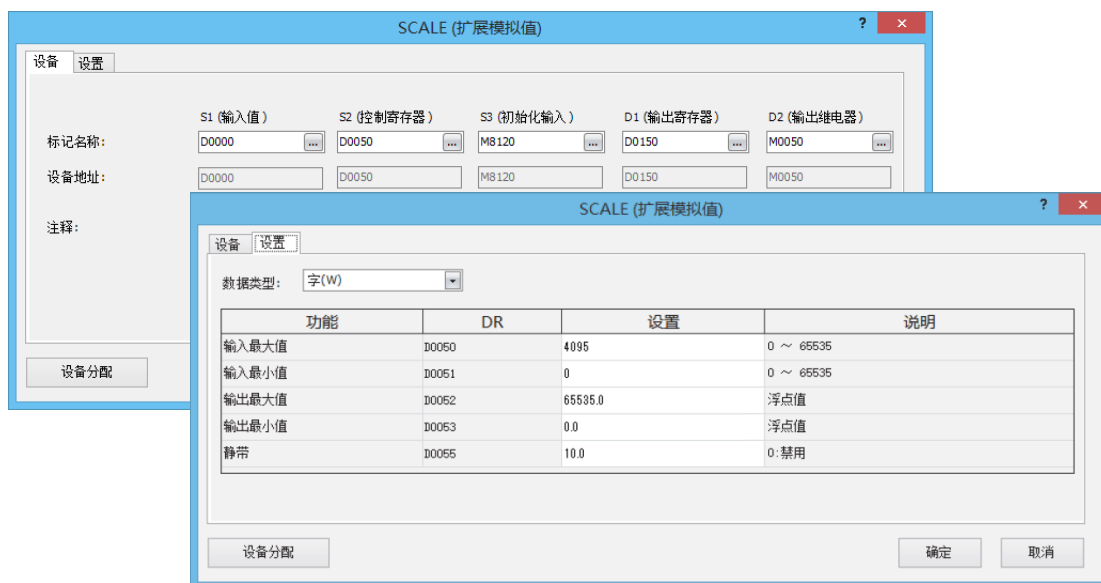 SCALE (扩展模拟值)
? ×
设备 设置
S1 (输入值) S2 (控制寄存器) S3 (初始化输入) D1 (输出寄存器) D2 (输出继电器)
标记名称: D0000 ... D0050 ... M8120 ... D0150 ... M0050 ...
设备地址: D0000 D0050 M8120 D0150 M0050
注释:
设备分配
SCALE (扩展模拟值)
? ×
设备 设置
数据类型: 字(W)
功能 DR 设置 说明
输入最大值 D0050 4095 0 ～ 65535
输入最小值 D0051 0 0 ～ 65535
输出最大值 D0052 65535.0 浮点值
输出最小值 D0053 0.0 浮点值
静带 D0055 10.0 0:禁用
设备分配 确定 取消